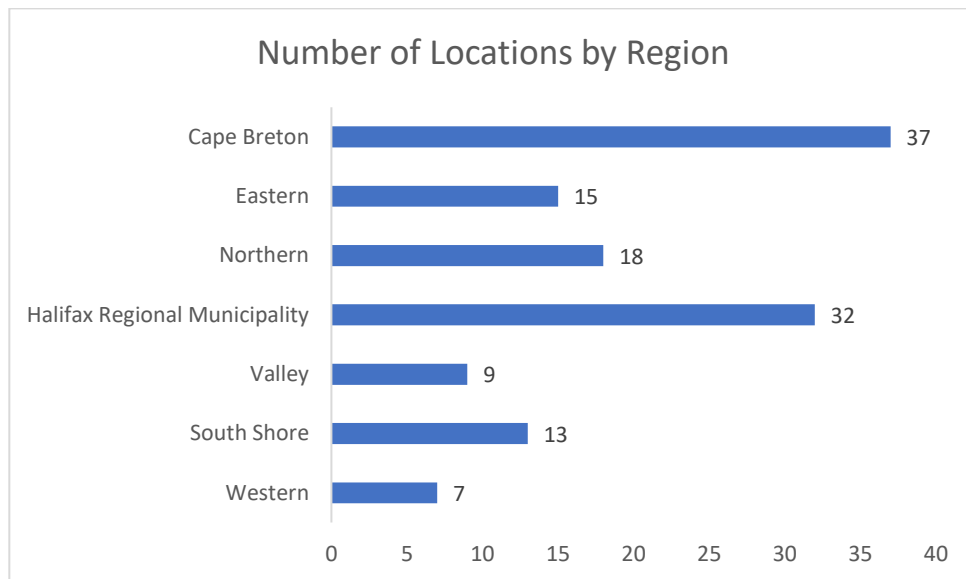 Number of Locations by Region
Cape Breton 37
Eastern 15
Northern 18
Halifax Regional Municipality 32
Valley 9
South Shore 13
Western 7
0 5 10 15 20 25 30 35 40